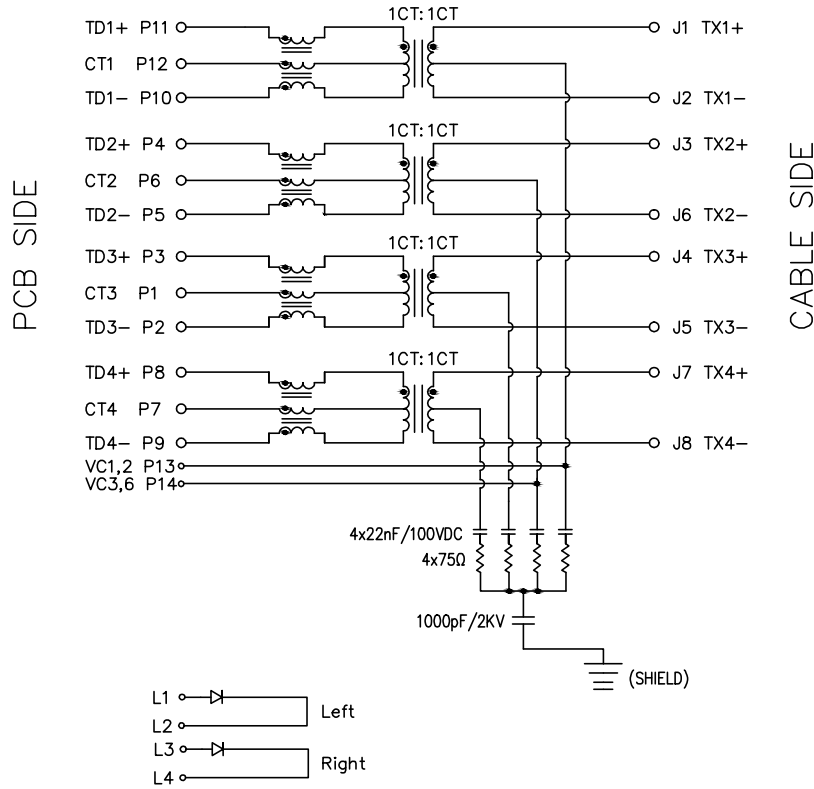 1CT:1CT
TD1+ P11 J1 TX1+
CT1 P12
TD1- P10 J2 TX1-
1CT:1CT
TD2+ P4 J3 TX2+
CT2 P6
TD2- P5 J6 TX2-
1CT:1CT
TD3+ P3 J4 TX3+
CT3 P1
TD3- P2 J5 TX3-
1CT:1CT
TD4+ P8 J7 TX4+
CT4 P7
TD4- P9 J8 TX4-
VC1,2 P13
VC3,6 P14
PCB SIDE
CABLE SIDE
4x22nF/100VDC
4x75Ω
1000pF/2KV
(SHIELD)
L1
Left
L2
L3
Right
L4